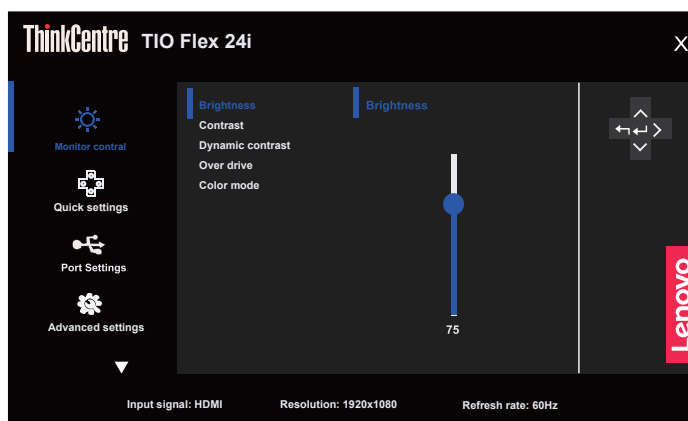 ThinkCentre TIO Flex 24i
X
Monitor contral
Quick settings
Port Settings
Advanced settings
Brightness
Contrast
Dynamic contrast
Over drive
Color mode
Brightness
75
Lenovo
Input signal: HDMI Resolution: 1920x1080 Refresh rate: 60Hz